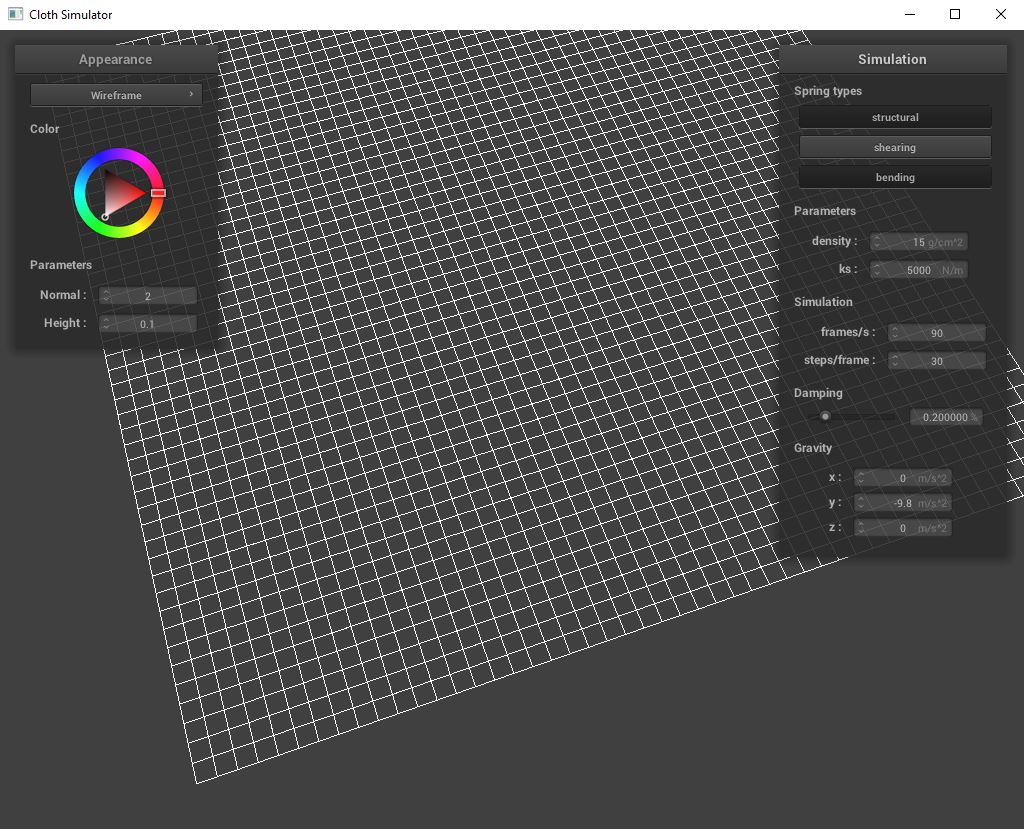 Cloth Simulator
Appearance
Wireframe
Color
Parameters
Normal : 2
Height : 0.1
Simulation
Spring types
structural
shearing
bending
Parameters
density : 15 g/cm^2
ks : 5000 N/m
Simulation
frames/s : 90
steps/frame : 30
Damping
0.200000 %
Gravity
x : 0 m/s^2
y : -9.8 m/s^2
z : 0 m/s^2